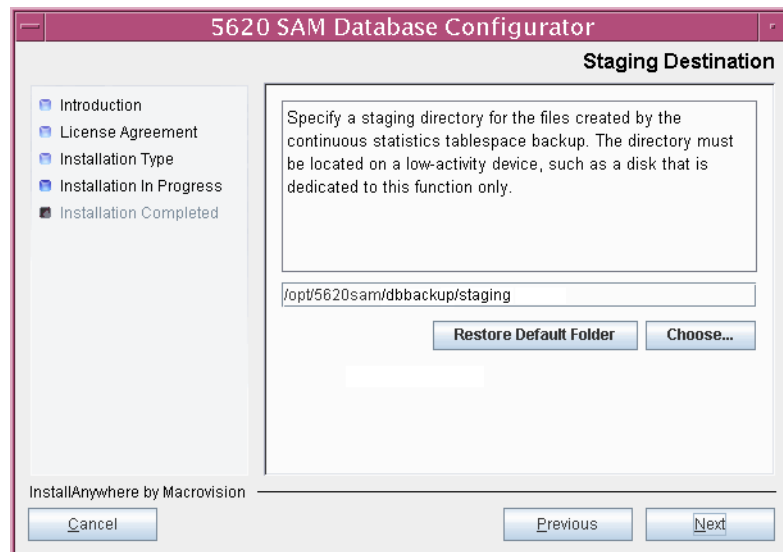 5620 SAM Database Configurator
Staging Destination
Introduction
License Agreement
Installation Type
Installation In Progress
Installation Completed
Specify a staging directory for the files created by the
continuous statistics tablespace backup. The directory must
be located on a low-activity device, such as a disk that is
dedicated to this function only.
/opt/5620sam/dbbackup/staging
Restore Default Folder
Choose...
InstallAnywhere by Macrovision
Cancel
Previous
Next